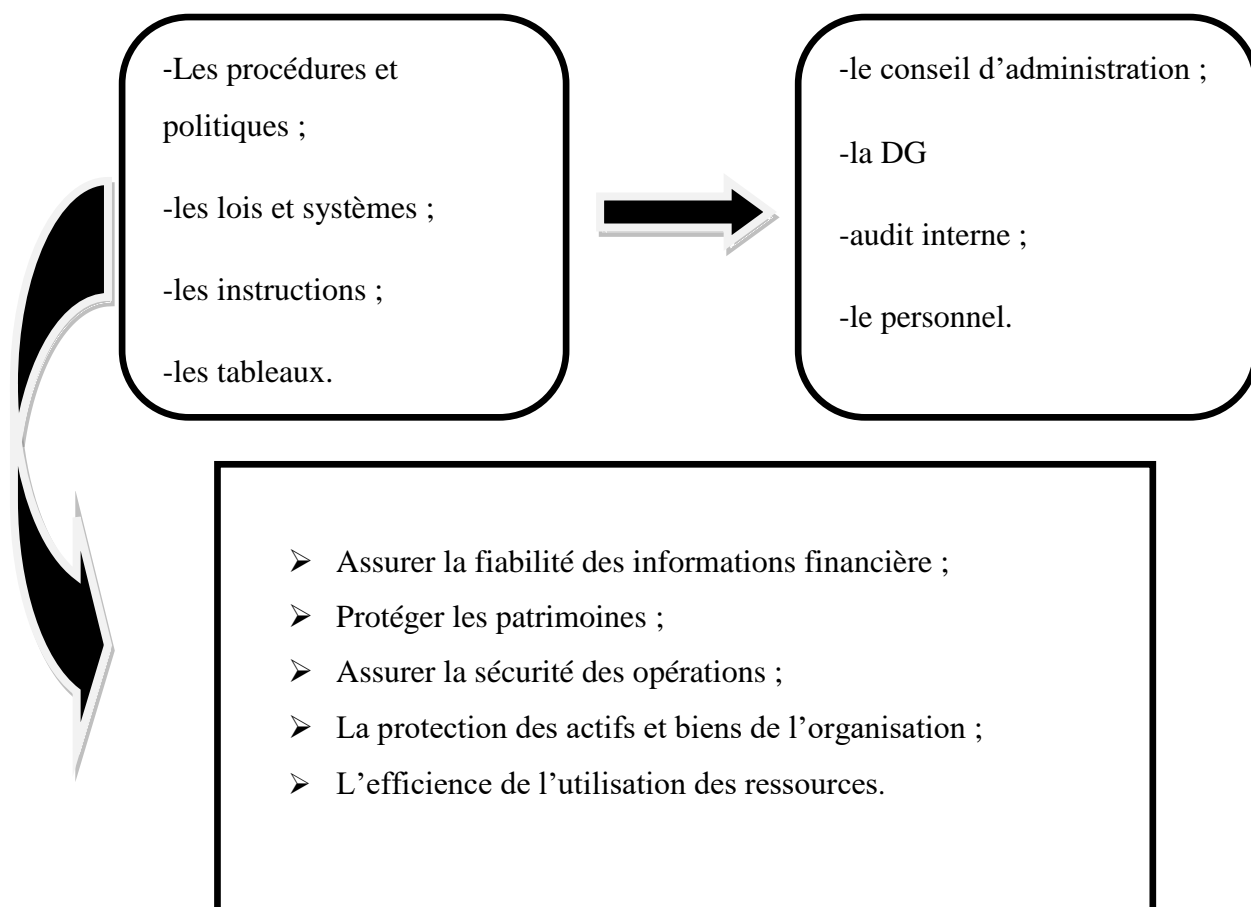 -Les procédures et
politiques ;
-les lois et systèmes ;
-les instructions ;
-les tableaux.
-le conseil d’administration ;
-la DG
-audit interne ;
-le personnel.
➢ Assurer la fiabilité des informations financière ;
➢ Protéger les patrimoines ;
➢ Assurer la sécurité des opérations ;
➢ La protection des actifs et biens de l’organisation ;
➢ L’efficience de l’utilisation des ressources.